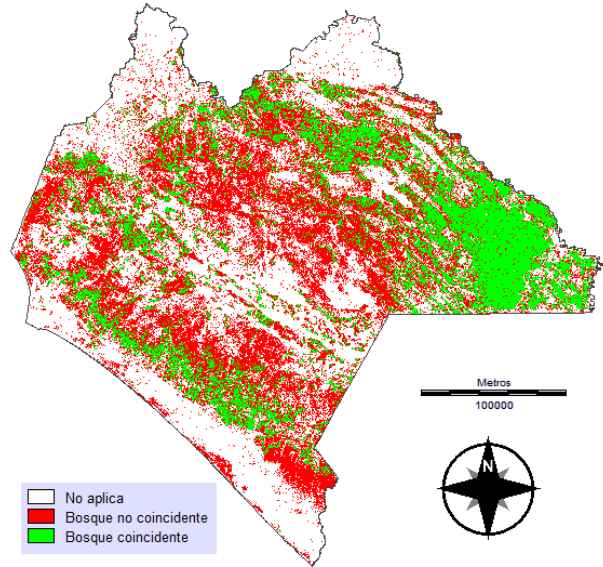 Metros
100000
N
No aplica
Bosque no coincidente
Bosque coincidente